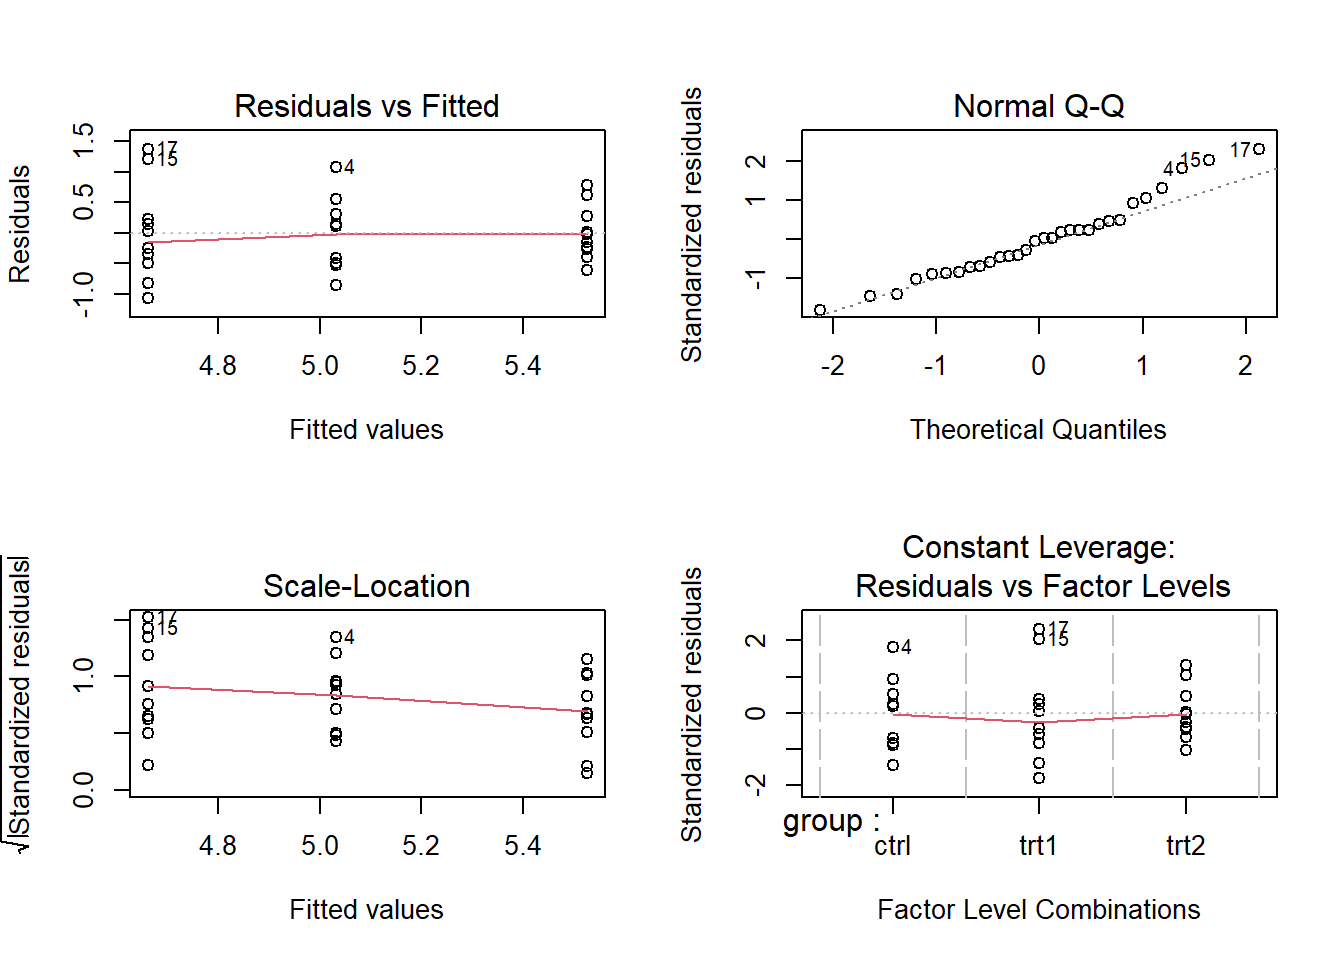 Residuals vs Fitted
Residuals
1.5
0.5
-1.0
17
15
4
4.8 5.0 5.2 5.4
Fitted values
Normal Q-Q
Standardized residuals
2
1
-1
4 15 17
-2 -1 0 1 2
Theoretical Quantiles
Scale-Location
√|Standardized residuals|
1.0
0.0
17
15
4
4.8 5.0 5.2 5.4
Fitted values
Constant Leverage:
Residuals vs Factor Levels
Standardized residuals
2
0
-2
4
17
15
group :
ctrl trt1 trt2
Factor Level Combinations